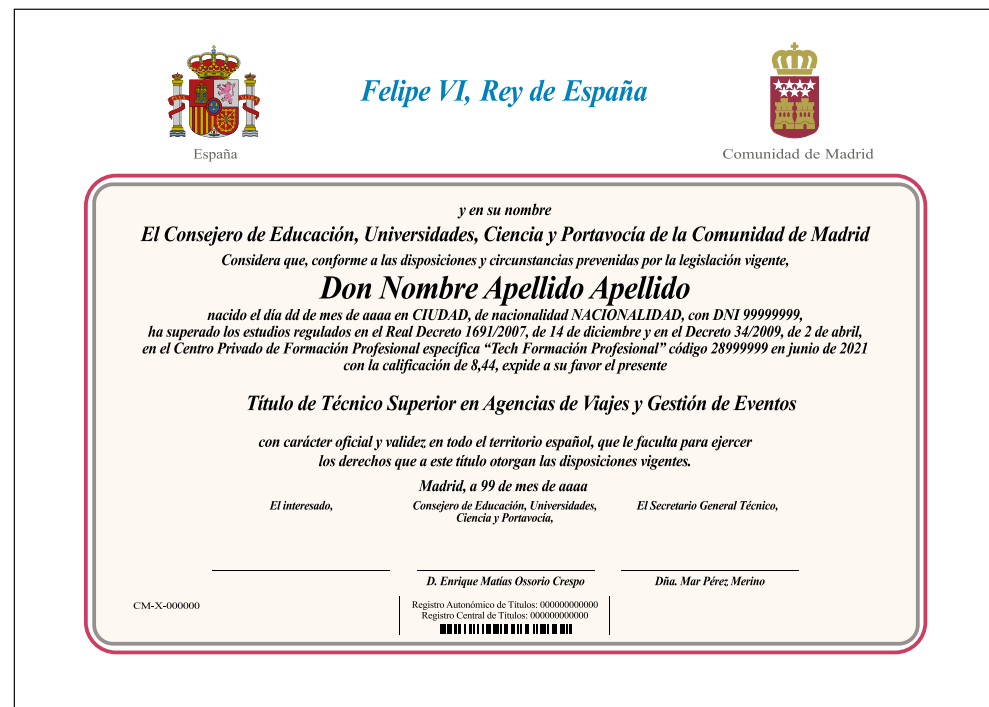 Felipe VI, Rey de España
España
Comunidad de Madrid
y en su nombre
El Consejero de Educación, Universidades, Ciencia y Portavocía de la Comunidad de Madrid
Considera que, conforme a las disposiciones y circunstancias prevenidas por la legislación vigente,
Don Nombre Apellido Apellido
nacido el día dd de mes de aaaa en CIUDAD, de nacionalidad NACIONALIDAD, con DNI 99999999,
ha superado los estudios regulados en el Real Decreto 1691/2007, de 14 de diciembre y en el Decreto 34/2009, de 2 de abril,
en el Centro Privado de Formación Profesional específica “Tech Formación Profesional” código 28999999 en junio de 2021
con la calificación de 8,44, expide a su favor el presente
Título de Técnico Superior en Agencias de Viajes y Gestión de Eventos
con carácter oficial y validez en todo el territorio español, que le faculta para ejercer
los derechos que a este título otorgan las disposiciones vigentes.
Madrid, a 99 de mes de aaaa
El interesado,
Consejero de Educación, Universidades,
Ciencia y Portavocía,
El Secretario General Técnico,
D. Enrique Matías Ossorio Crespo
Dña. Mar Pérez Merino
CM-X-000000
Registro Autonómico de Títulos: 000000000000
Registro Central de Títulos: 000000000000